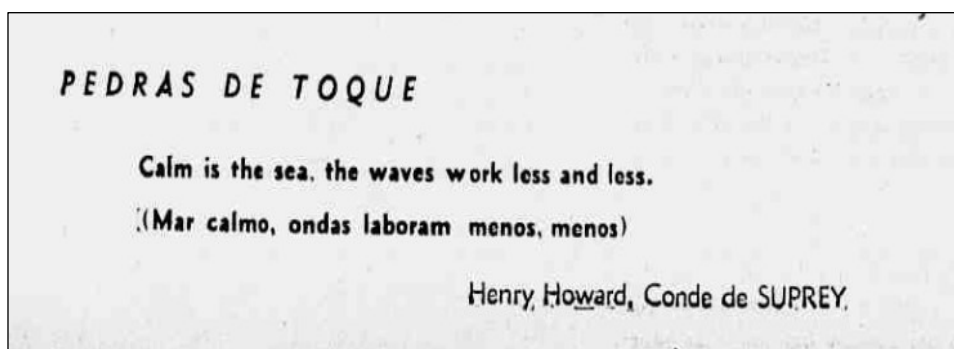 PEDRAS DE TOQUE
Calm is the sea, the waves work less and less.
(Mar calmo, ondas laboram menos, menos)
Henry Howard, Conde de SUPREY.